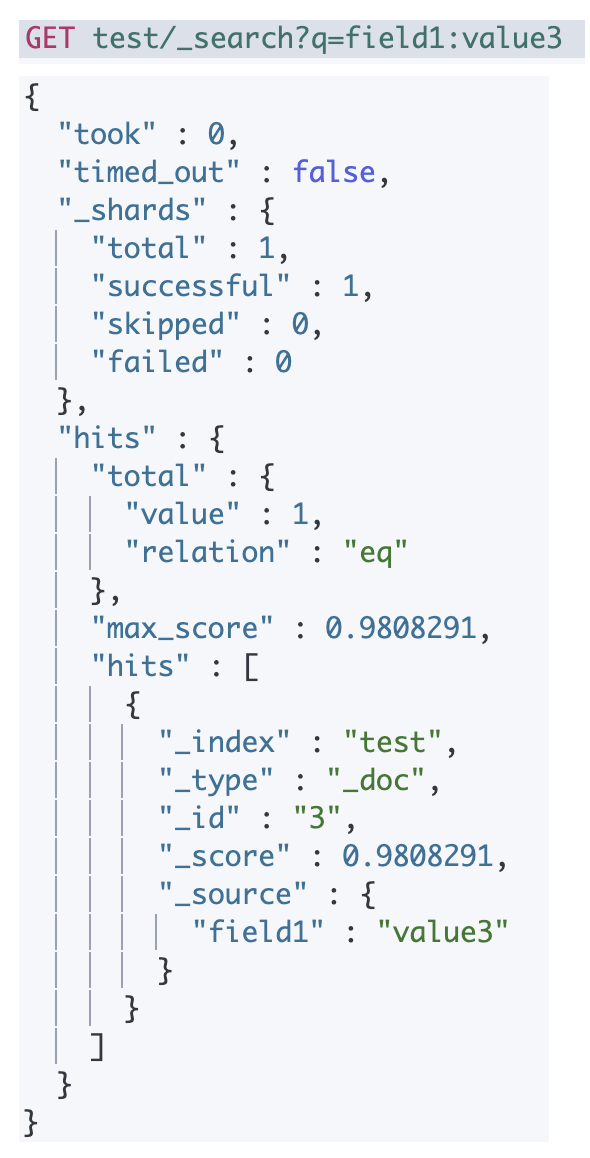 GET test/_search?q=field1:value3
{
"took" : 0,
"timed_out" : false,
"_shards" : {
"total" : 1,
"successful" : 1,
"skipped" : 0,
"failed" : 0
},
"hits" : {
"total" : {
"value" : 1,
"relation" : "eq"
},
"max_score" : 0.9808291,
"hits" : [
{
"_index" : "test",
"_type" : "_doc",
"_id" : "3",
"_score" : 0.9808291,
"_source" : {
"field1" : "value3"
}
}
]
}
}